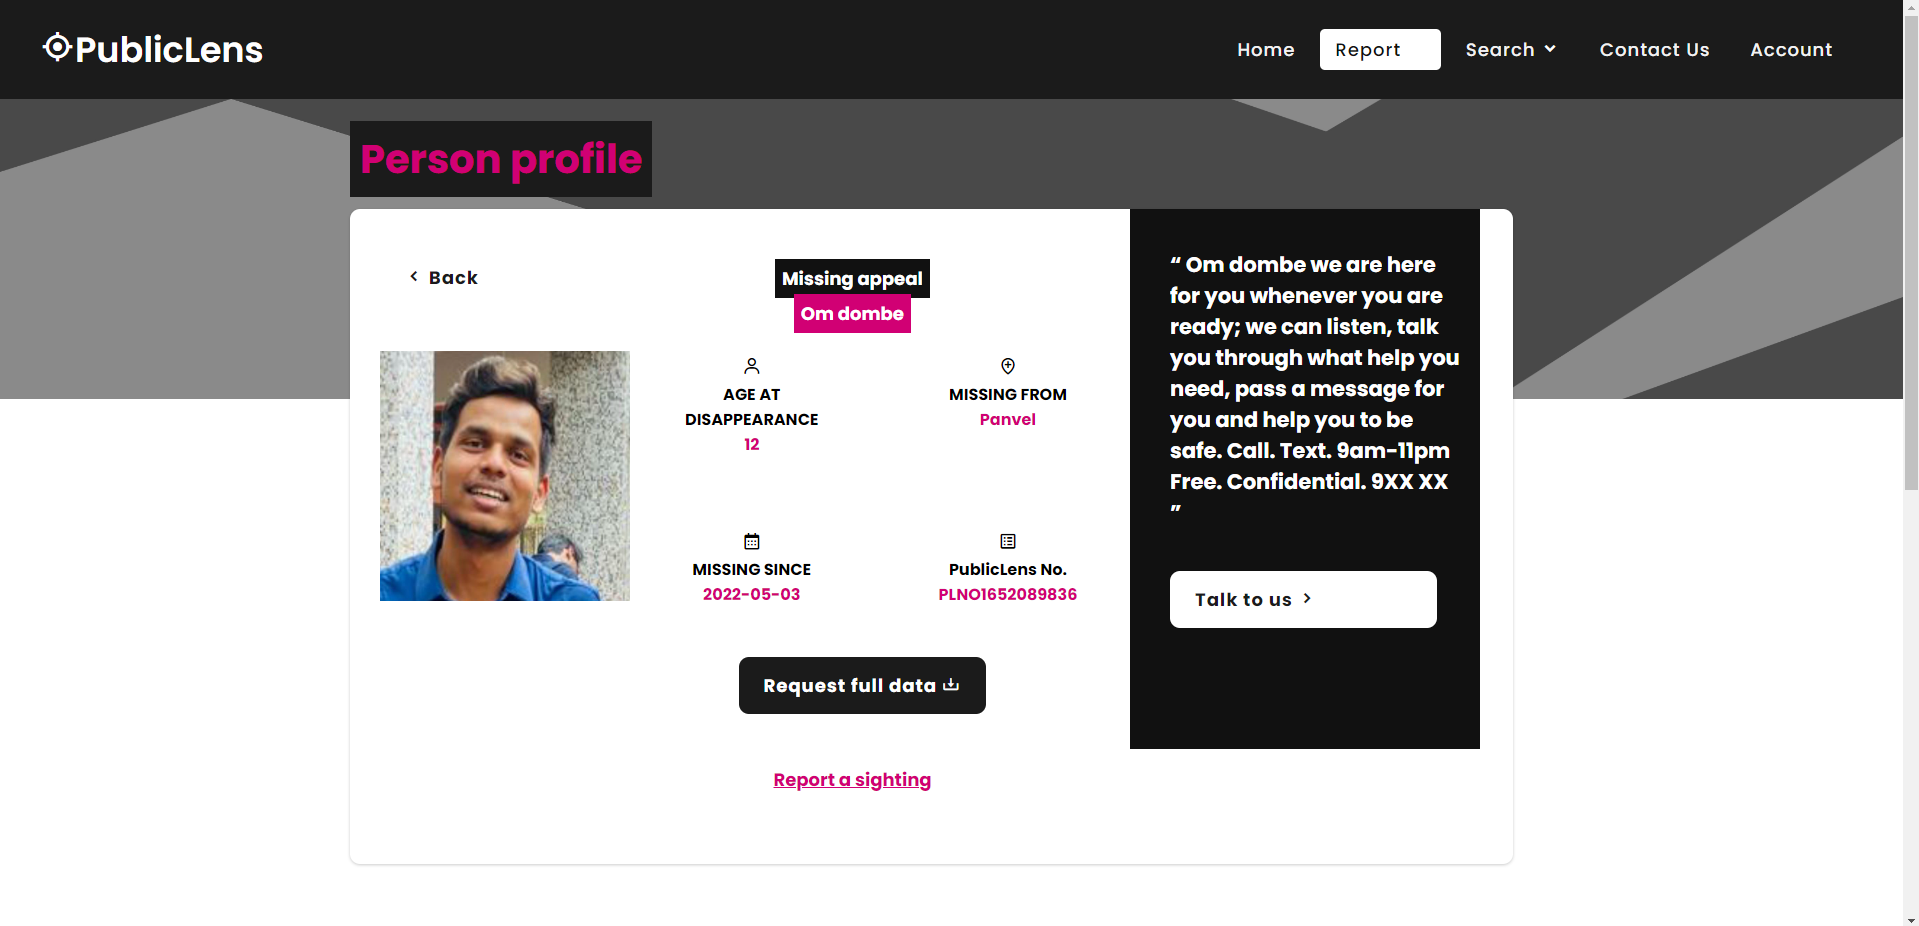 PublicLens
Home
Report
Search
Contact Us
Account
Person profile
Back
Missing appeal
Om dombe
AGE AT
DISAPPEARANCE
12
MISSING FROM
Panvel
MISSING SINCE
2022-05-03
PublicLens No.
PLNO1652089836
Request full data
Report a sighting
“ Om dombe we are here
for you whenever you are
ready; we can listen, talk
you through what help you
need, pass a message for
you and help you to be
safe. Call. Text. 9am-11pm
Free. Confidential. 9XX XX
”
Talk to us